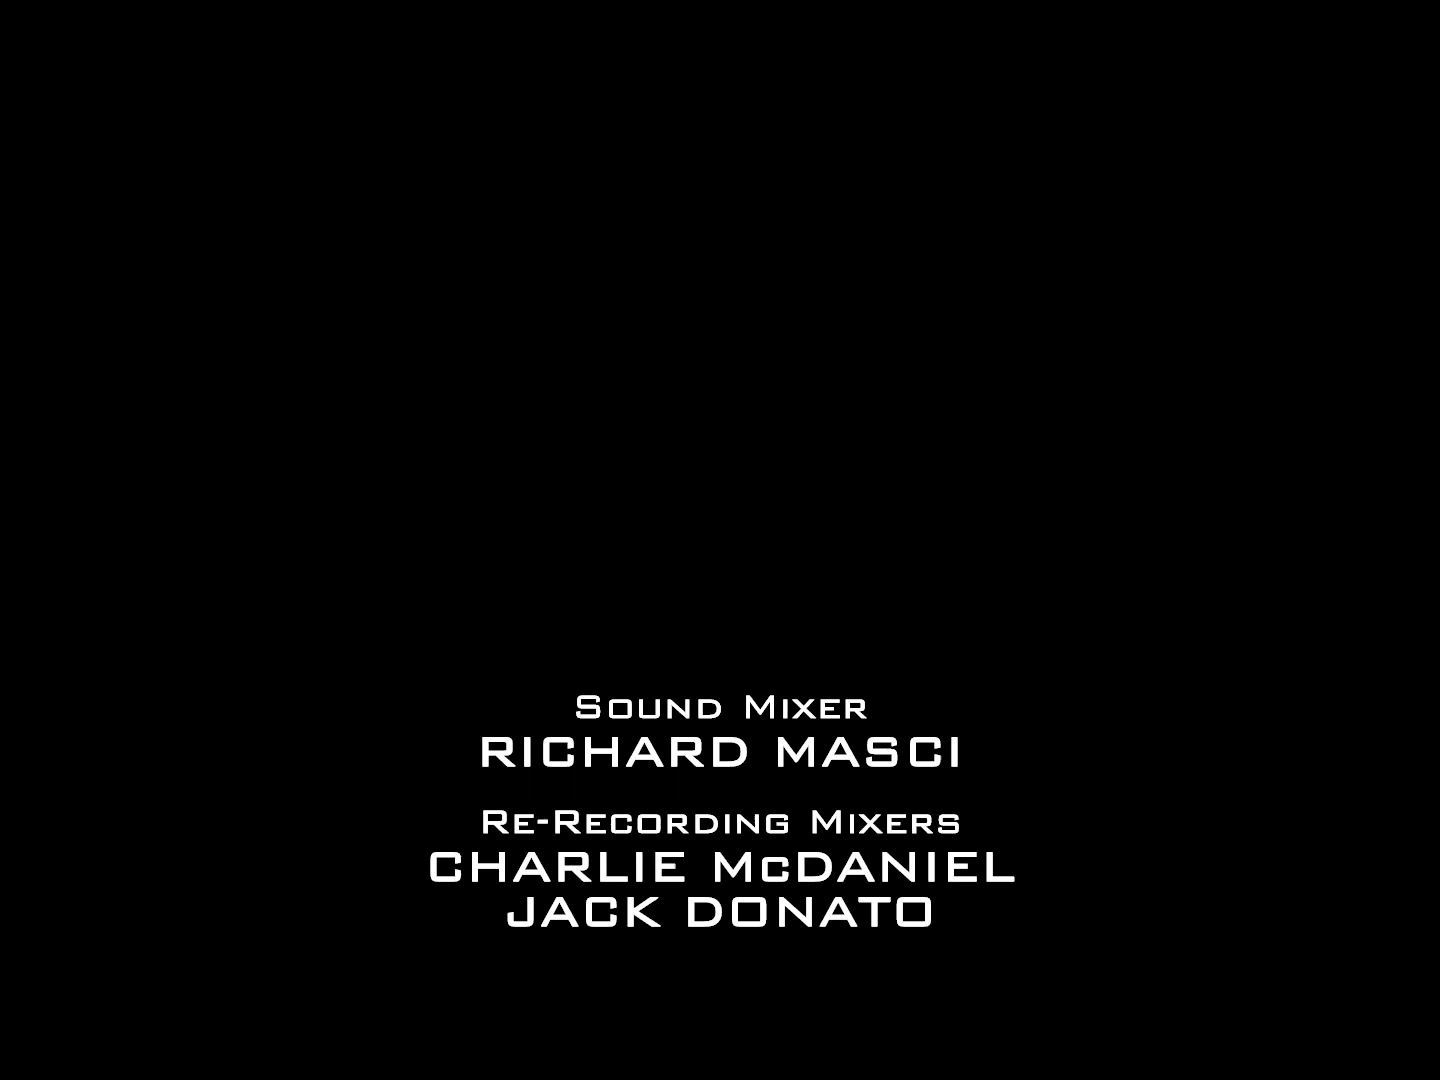 Sound Mixer
RICHARD MASCI
Re-Recording Mixers
CHARLIE McDANIEL
JACK DONATO